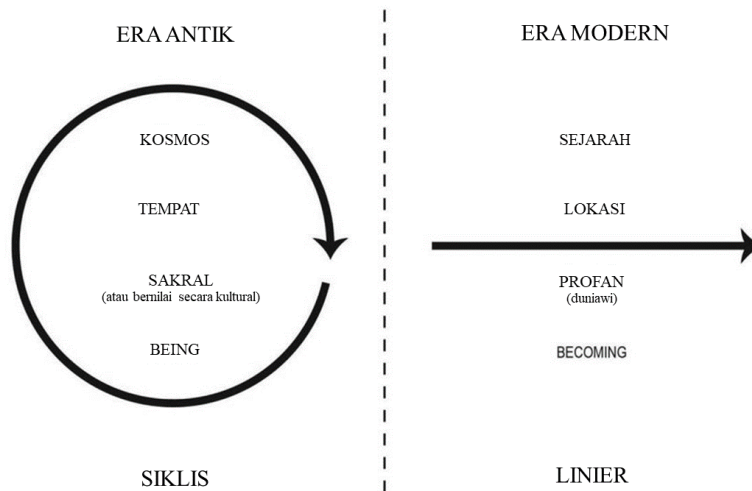 ERA ANTIK
KOSMOS
TEMPAT
SAKRAL
(atau bernilai secara kultural)
BEING
SIKLIS
ERA MODERN
SEJARAH
LOKASI
PROFAN
(duniawi)
BECOMING
LINIER